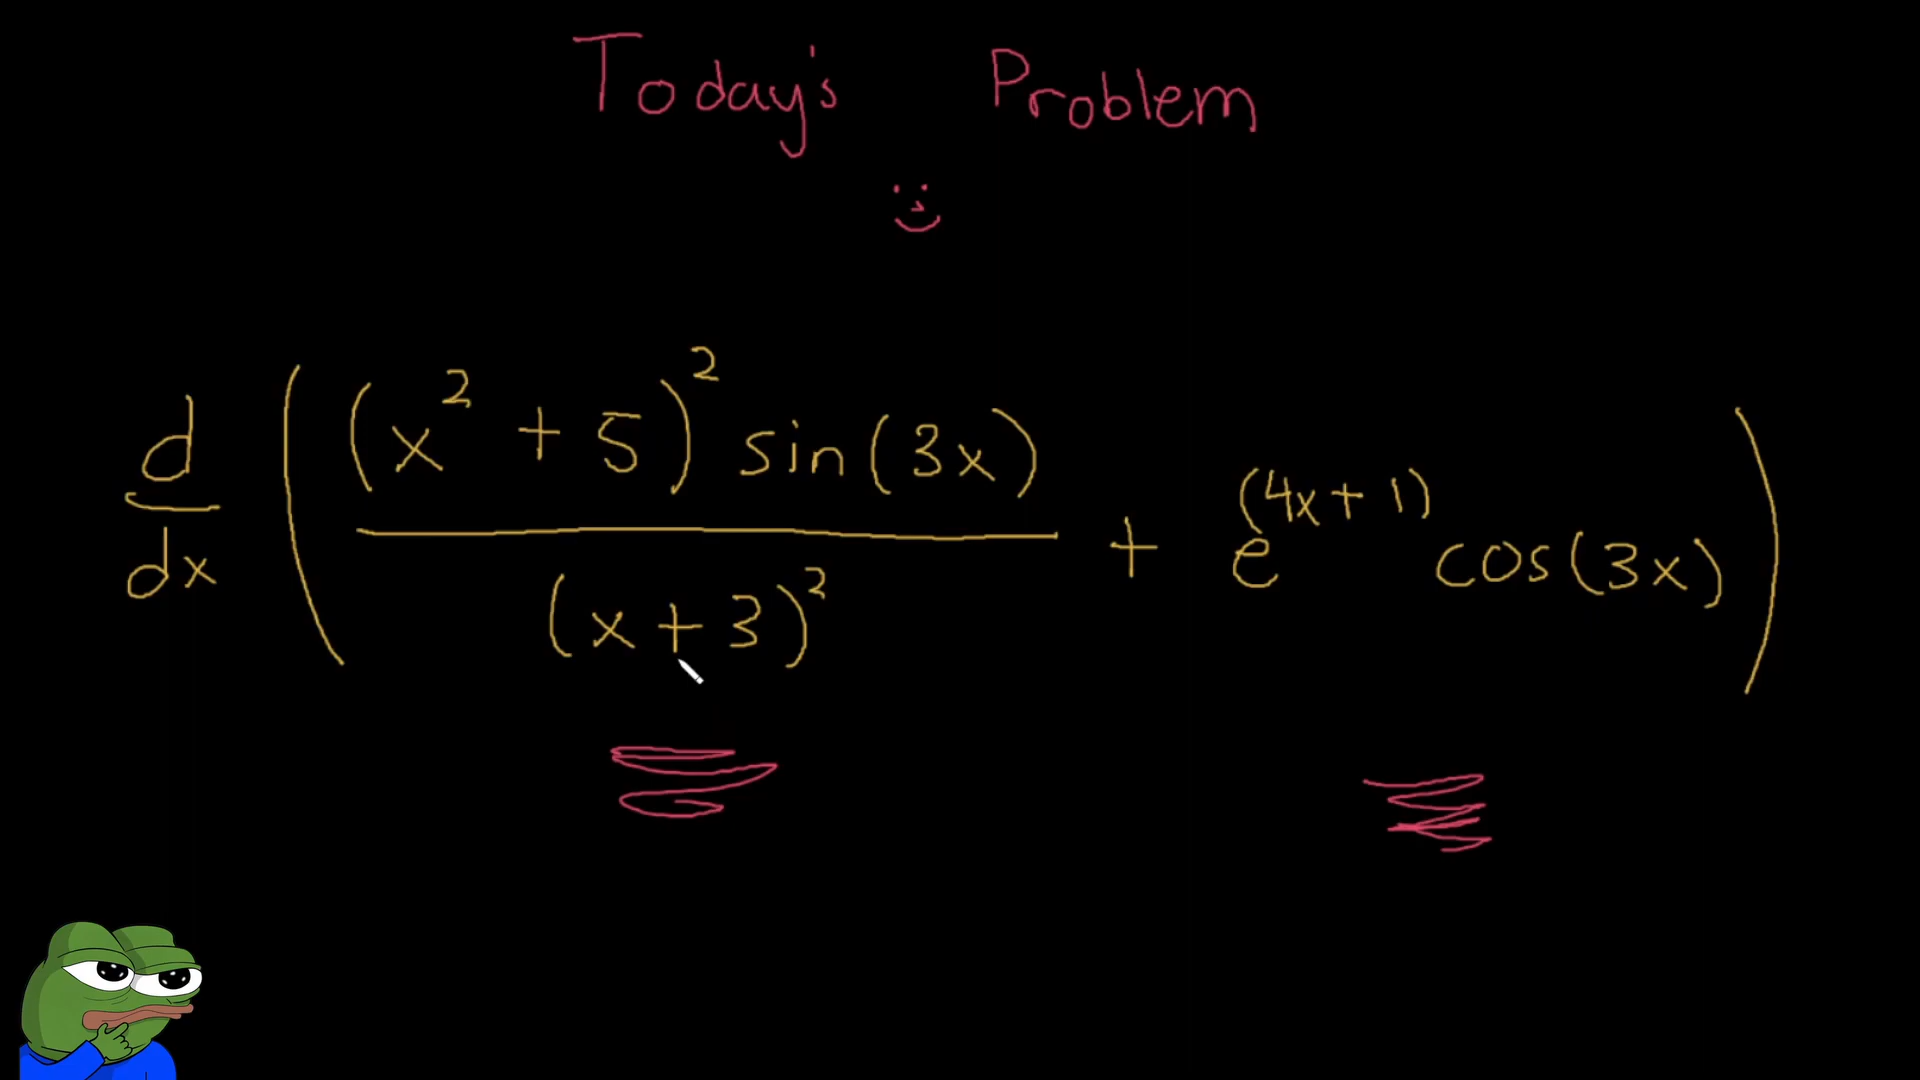 Today's Problem
d/dx ( (x² + 5)² sin(3x) / (x + 3)² + e^(4x + 1) cos(3x) )